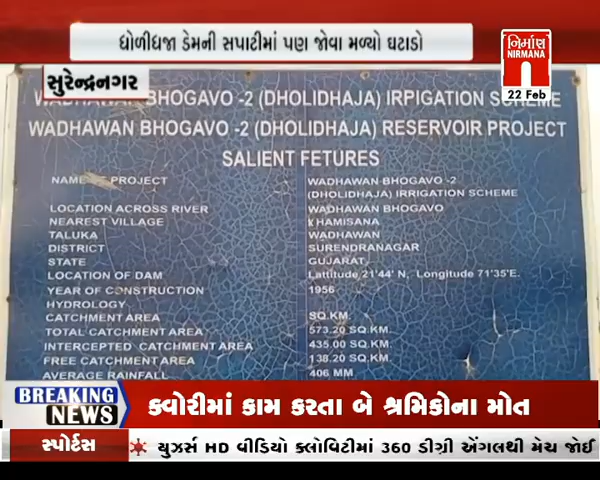 ધોળીધજા ડેમની સપાટીમાં પણ જોવા મળ્યો ઘટાડો
નિર્માણ
NIRMANA
22 Feb
સુરેન્દ્રનગર
WADHAWAN BHOGAVO -2 (DHOLIDHAJA) IRPIGATION SCHEME
WADHAWAN BHOGAVO -2 (DHOLIDHAJA) RESERVOIR PROJECT
SALIENT FETURES
NAME OF PROJECT WADHAWAN BHOGAVO -2
(DHOLIDHAJA) IRRIGATION SCHEME
LOCATION ACROSS RIVER WADHAWAN BHOGAVO
NEAREST VILLAGE KHAMISANA
TALUKA WADHAWAN
DISTRICT SURENDRANAGAR
STATE GUJARAT
LOCATION OF DAM Lattitude 21°44' N, Longitude 71°35'E.
YEAR OF CONSTRUCTION 1956
HYDROLOGY
CATCHMENT AREA SQ.KM.
TOTAL CATCHMENT AREA 573.20 SQ.KM.
INTERCEPTED CATCHMENT AREA 435.00 SQ.KM.
FREE CATCHMENT AREA 138.20 SQ.KM.
AVERAGE RAINFALL 406 MM
BREAKING NEWS
ક્વોરીમાં કામ કરતા બે શ્રમિકોના મોત
સ્પોર્ટસ
યુઝર્સ HD વીડિયો ક્લોવિટીમાં 360 ડીગ્રી એંગલથી મેચ જોઈ